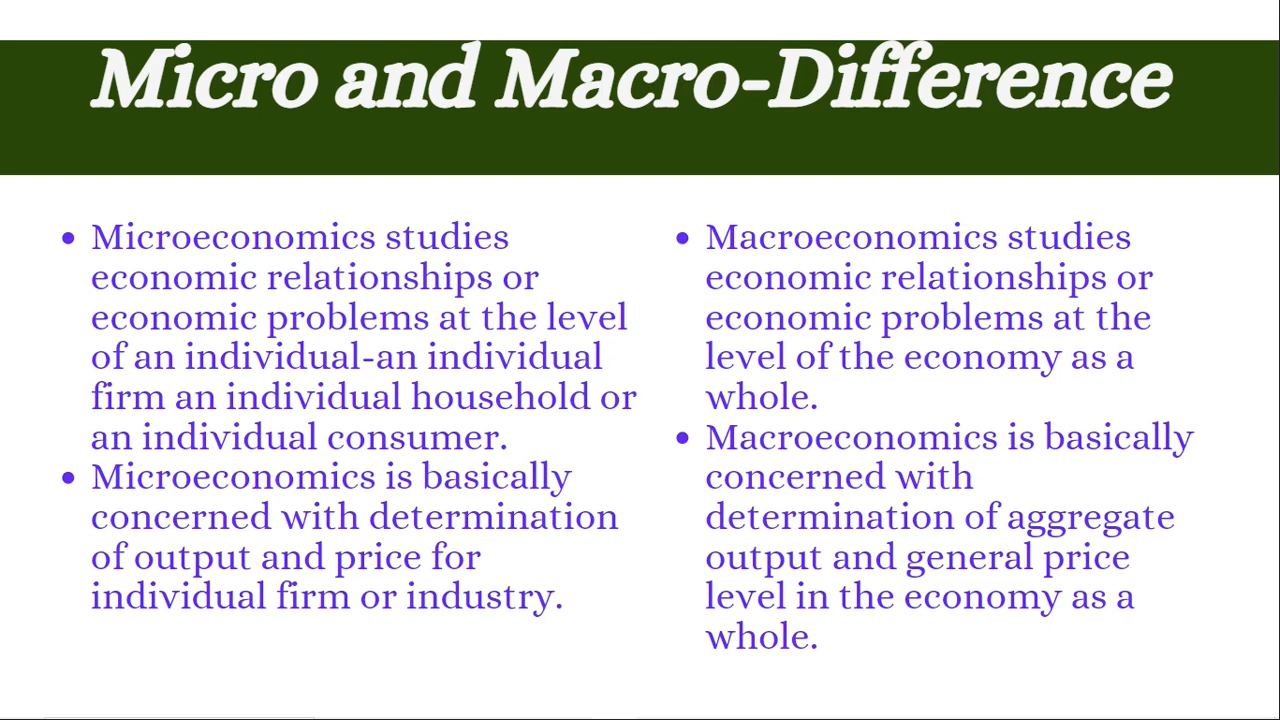 Micro and Macro-Difference
• Microeconomics studies
economic relationships or
economic problems at the level
of an individual-an individual
firm an individual household or
an individual consumer.
• Microeconomics is basically
concerned with determination
of output and price for
individual firm or industry.
• Macroeconomics studies
economic relationships or
economic problems at the
level of the economy as a
whole.
• Macroeconomics is basically
concerned with
determination of aggregate
output and general price
level in the economy as a
whole.